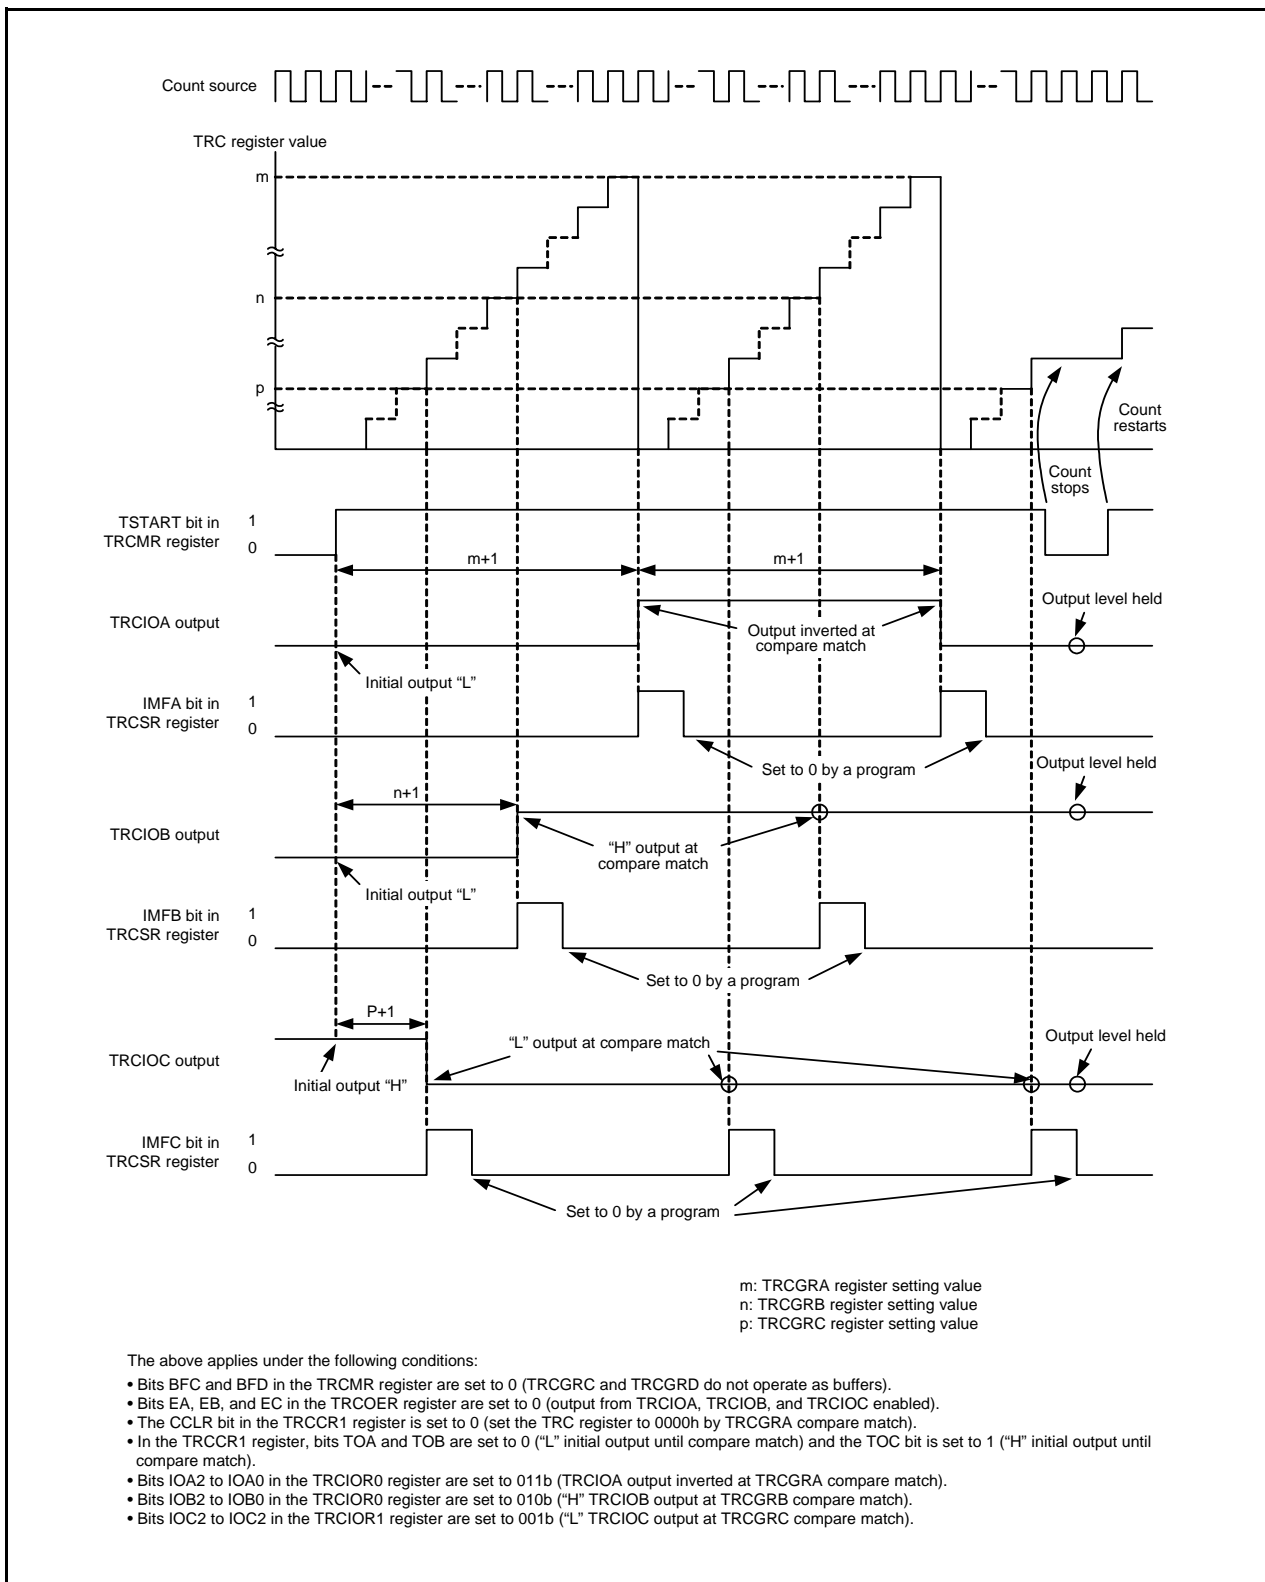 Count source
TRC register value
m
n
p
Count
restarts
Count
stops
TSTART bit in
TRCMR register
1
0
m+1
m+1
TRCIOA output
Output level held
Output inverted at
compare match
Initial output “L”
IMFA bit in
TRCSR register
1
0
Set to 0 by a program
Output level held
n+1
TRCIOB output
“H” output at
compare match
Initial output “L”
IMFB bit in
TRCSR register
1
0
Set to 0 by a program
P+1
TRCIOC output
“L” output at compare match
Output level held
Initial output “H”
IMFC bit in
TRCSR register
1
0
Set to 0 by a program
m: TRCGRA register setting value
n: TRCGRB register setting value
p: TRCGRC register setting value
The above applies under the following conditions:
• Bits BFC and BFD in the TRCMR register are set to 0 (TRCGRC and TRCGRD do not operate as buffers).
• Bits EA, EB, and EC in the TRCOER register are set to 0 (output from TRCIOA, TRCIOB, and TRCIOC enabled).
• The CCLR bit in the TRCCR1 register is set to 0 (set the TRC register to 0000h by TRCGRA compare match).
• In the TRCCR1 register, bits TOA and TOB are set to 0 (“L” initial output until compare match) and the TOC bit is set to 1 (“H” initial output until
compare match).
• Bits IOA2 to IOA0 in the TRCIOR0 register are set to 011b (TRCIOA output inverted at TRCGRA compare match).
• Bits IOB2 to IOB0 in the TRCIOR0 register are set to 010b (“H” TRCIOB output at TRCGRB compare match).
• Bits IOC2 to IOC2 in the TRCIOR1 register are set to 001b (“L” TRCIOC output at TRCGRC compare match).